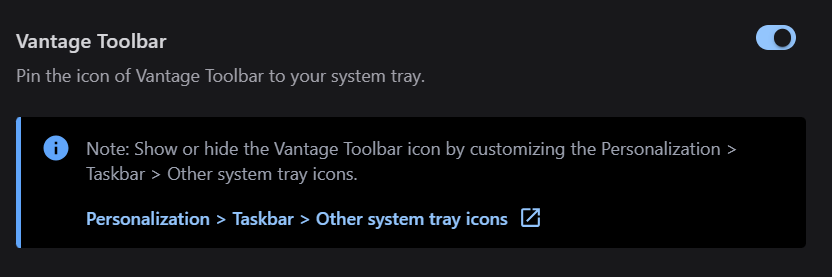 Vantage Toolbar
Pin the icon of Vantage Toolbar to your system tray.
Note: Show or hide the Vantage Toolbar icon by customizing the Personalization >
Taskbar > Other system tray icons.
Personalization > Taskbar > Other system tray icons